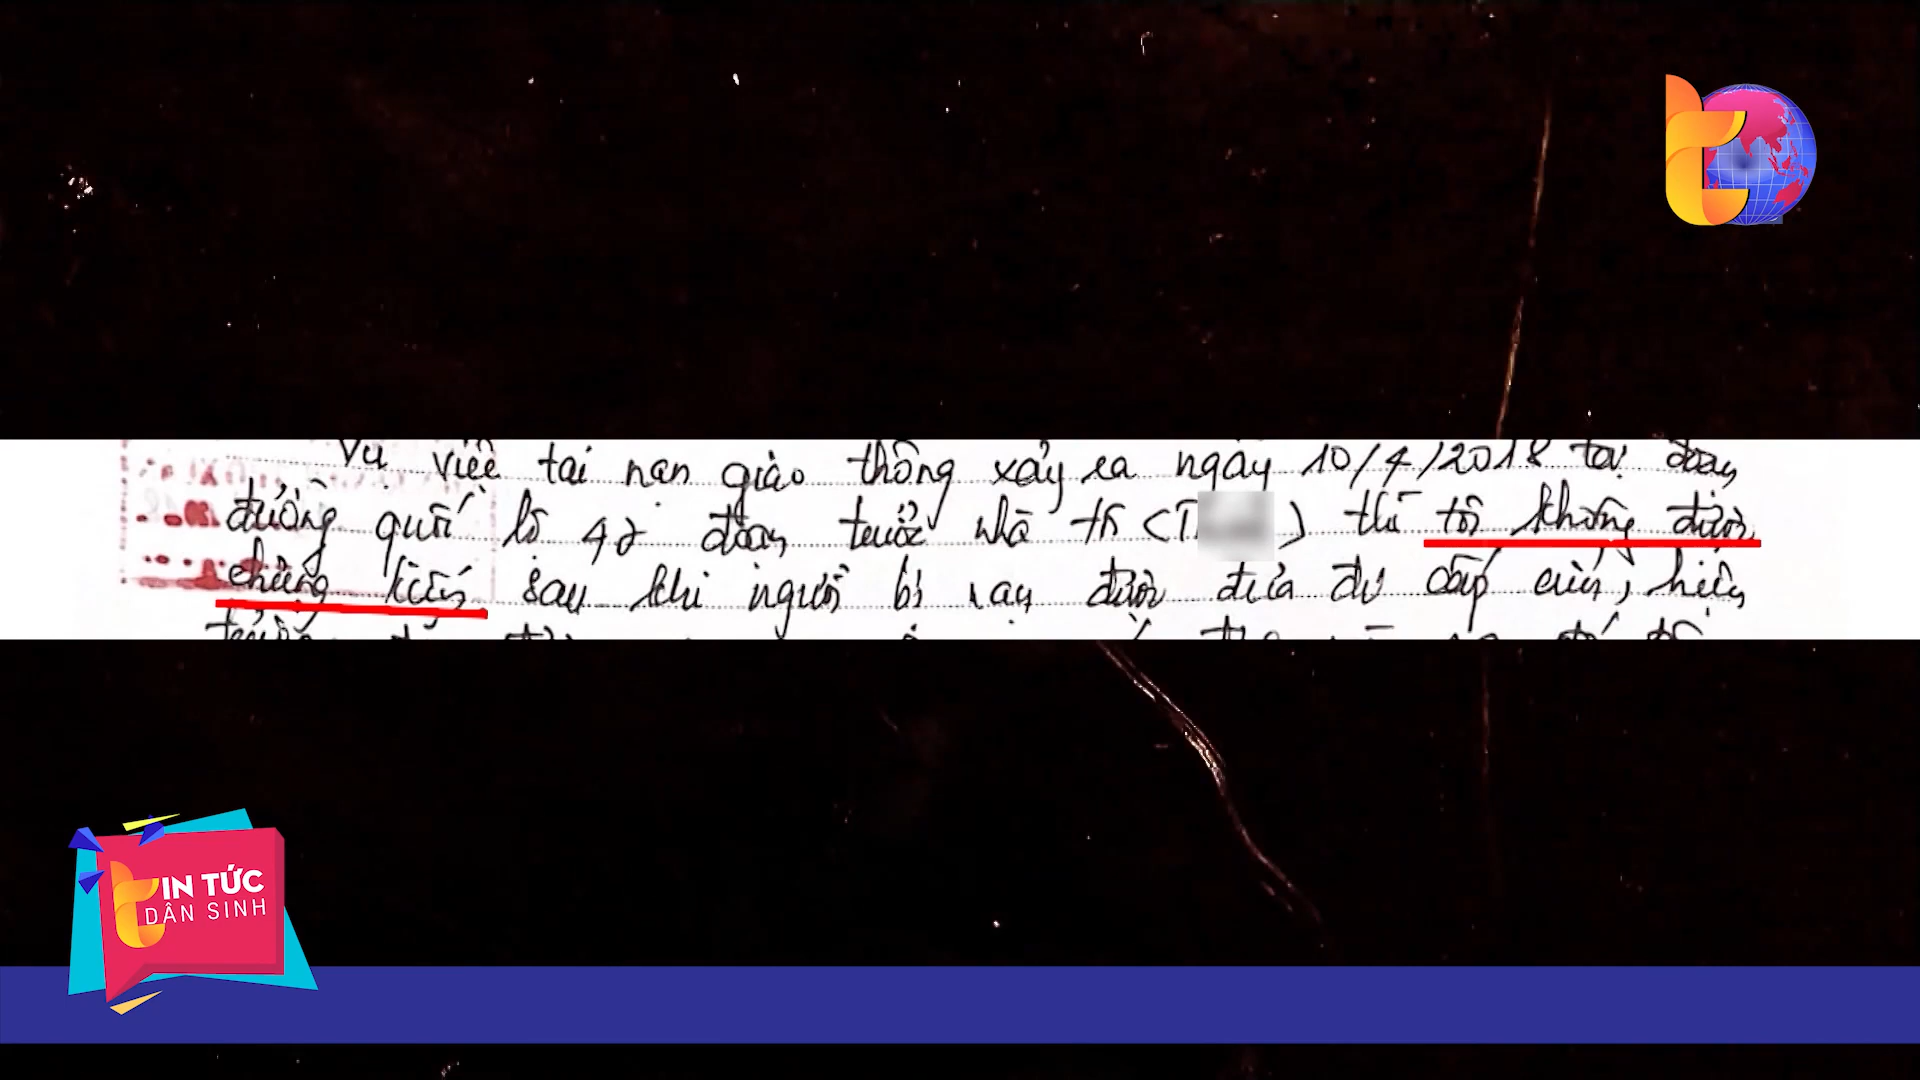 Vụ việc tai nạn giao thông xảy ra ngày 10/4/2018 tại đoạn
đường quốc lộ 42 đoạn trước nhà tôi (T ) thì tôi không được
chứng kiến sau khi người bị nạn được đưa đi cấp cứu, hiện
TIN TỨC
DÂN SINH